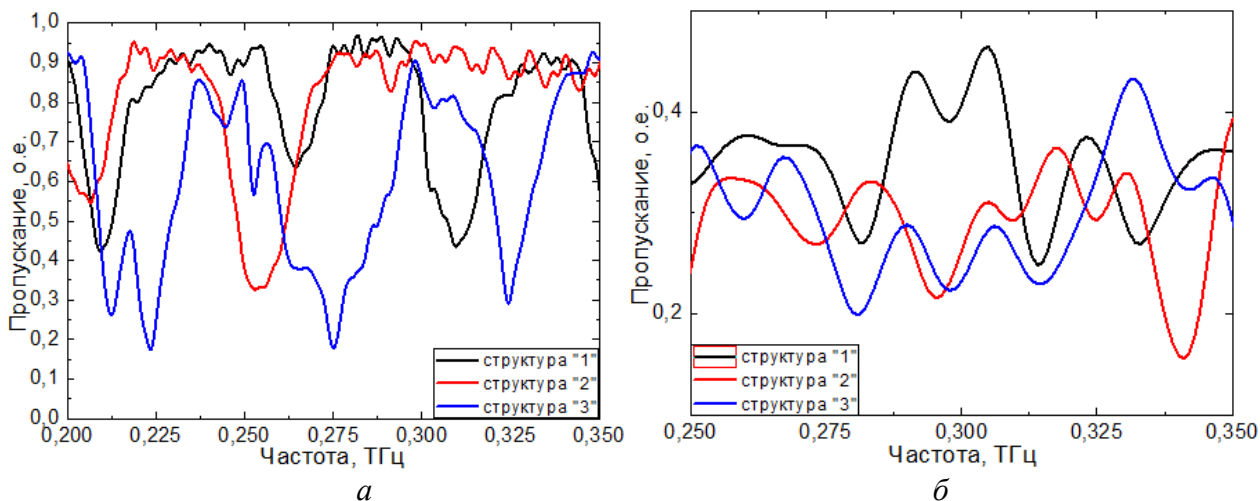 1,0
0,9
0,8
0,7
0,6
0,5
0,4
0,3
0,2
0,1
0,0
Пропускание, о.е.
структура "1"
структура "2"
структура "3"
0,200 0,225 0,250 0,275 0,300 0,325 0,350
Частота, ТГц
а
0,4
0,2
Пропускание, о.е.
структура "1"
структура "2"
структура "3"
0,250 0,275 0,300 0,325 0,350
Частота, ТГц
б